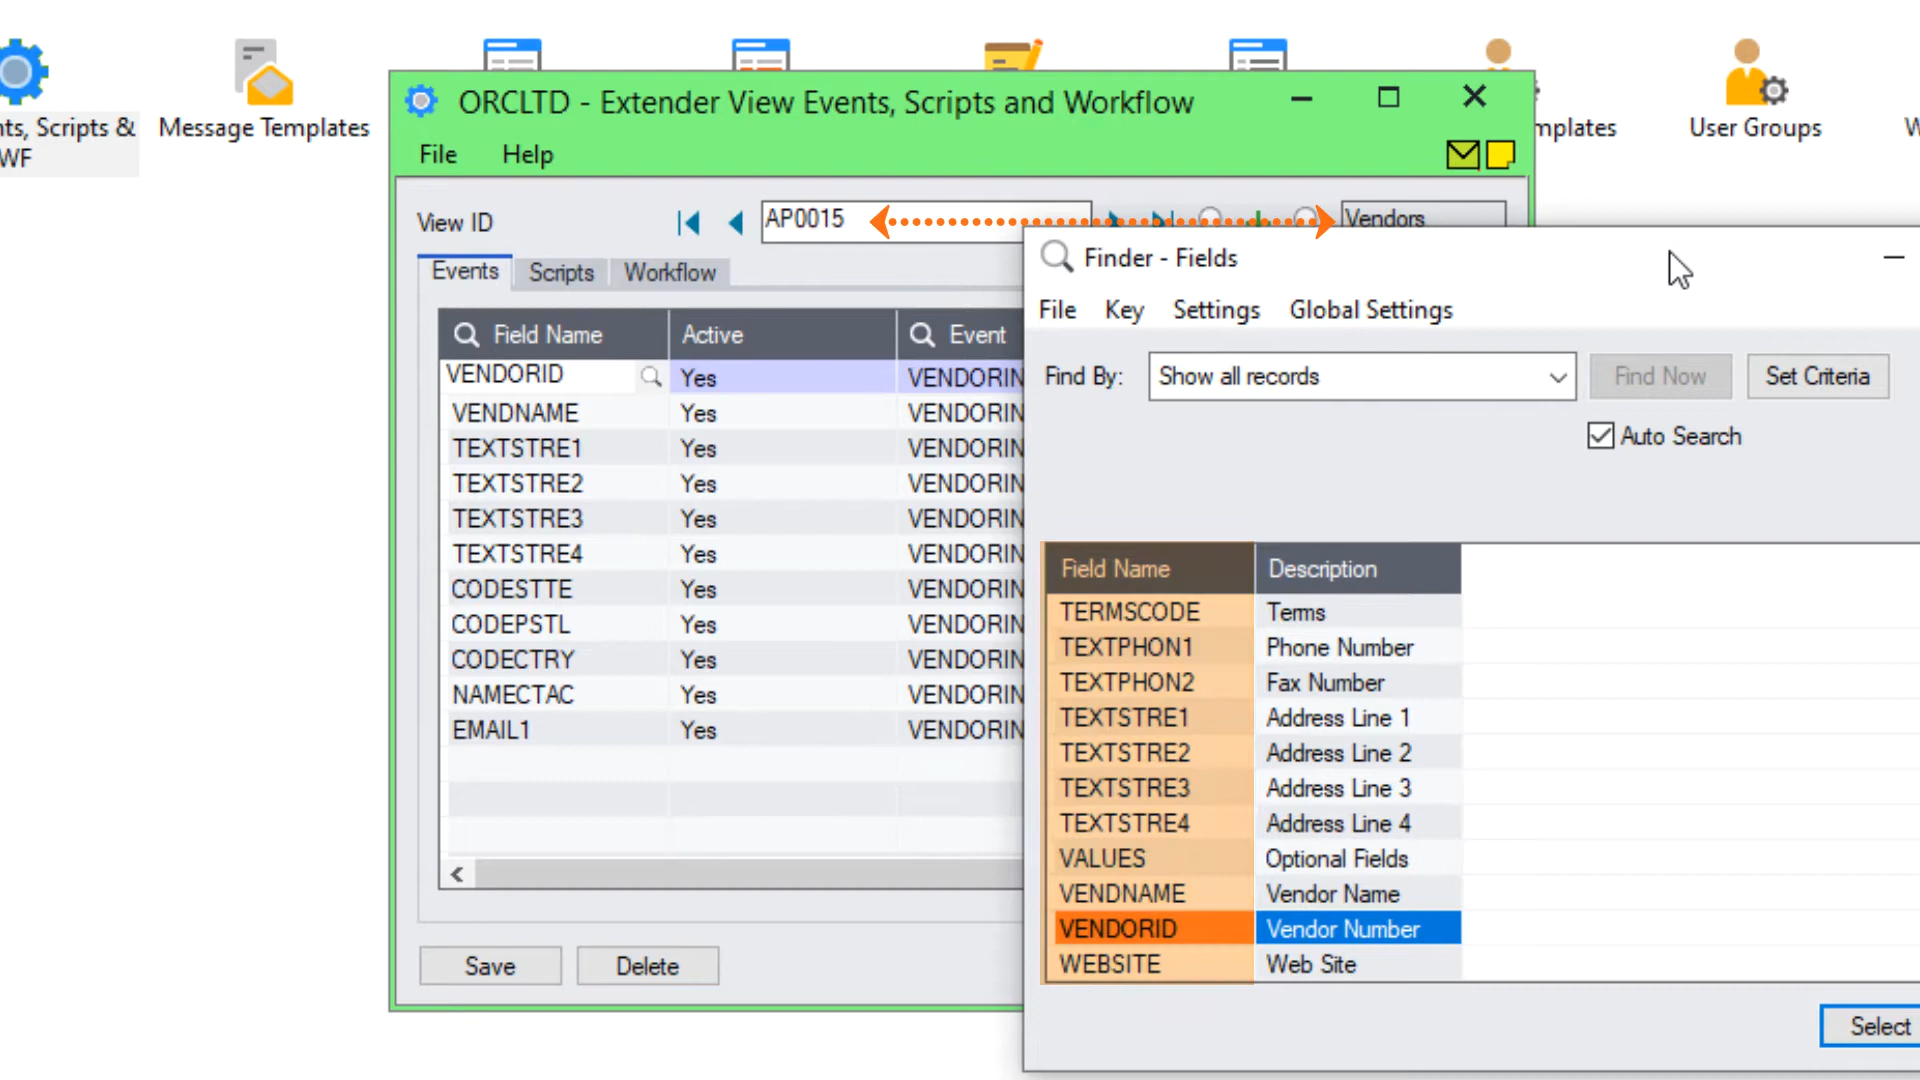 nts, Scripts &
WF
Message Templates
mplates
User Groups
W
ORCLTD - Extender View Events, Scripts and Workflow
File Help
View ID AP0015 Vendors
Events Scripts Workflow
Field Name Active Event
VENDORID Yes VENDORIN
VENDNAME Yes VENDORIN
TEXTSTRE1 Yes VENDORIN
TEXTSTRE2 Yes VENDORIN
TEXTSTRE3 Yes VENDORIN
TEXTSTRE4 Yes VENDORIN
CODESTTE Yes VENDORIN
CODEPSTL Yes VENDORIN
CODECTRY Yes VENDORIN
NAMECTAC Yes VENDORIN
EMAIL1 Yes VENDORIN
Save Delete
Finder - Fields
File Key Settings Global Settings
Find By: Show all records Find Now Set Criteria
Auto Search
Field Name Description
TERMSCODE Terms
TEXTPHON1 Phone Number
TEXTPHON2 Fax Number
TEXTSTRE1 Address Line 1
TEXTSTRE2 Address Line 2
TEXTSTRE3 Address Line 3
TEXTSTRE4 Address Line 4
VALUES Optional Fields
VENDNAME Vendor Name
VENDORID Vendor Number
WEBSITE Web Site
Select